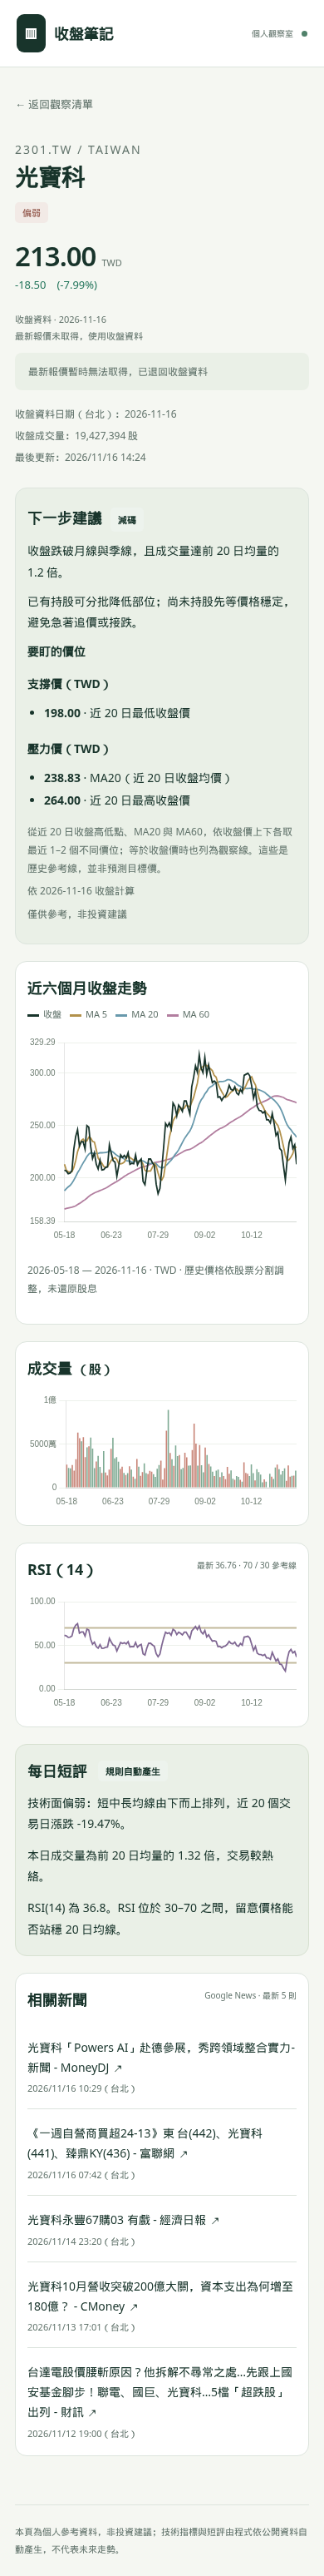 收盤筆記
個人觀察室
← 返回觀察清單
2301.TW / TAIWAN
光寶科
偏弱
213.00 TWD
-18.50 (-7.99%)
收盤資料 · 2026-11-16
最新報價未取得，使用收盤資料
最新報價暫時無法取得，已退回收盤資料
收盤資料日期（台北）：2026-11-16
收盤成交量：19,427,394 股
最後更新：2026/11/16 14:24
下一步建議 減碼
收盤跌破月線與季線，且成交量達前 20 日均量的
1.2 倍。
已有持股可分批降低部位；尚未持股先等價格穩定，
避免急著追價或接跌。
要盯的價位
支撐價（TWD）
• 198.00 · 近 20 日最低收盤價
壓力價（TWD）
• 238.83 · MA20（近 20 日收盤均價）
• 264.00 · 近 20 日最高收盤價
從近 20 日收盤高低點、MA20 與 MA60，依收盤價上下各取
最近 1–2 個不同價位；等於收盤價時也列為觀察線。這些是
歷史參考線，並非預測目標價。
依 2026-11-16 收盤計算
僅供參考，非投資建議
近六個月收盤走勢
收盤 MA 5 MA 20 MA 60
329.29
300.00
250.00
200.00
158.39
05-18 06-23 07-29 09-02 10-12
2026-05-18 — 2026-11-16 · TWD · 歷史價格依股票分割調
整，未還原股息
成交量（股）
1億
5000萬
0
05-18 06-23 07-29 09-02 10-12
RSI（14）
最新 36.76 · 70 / 30 參考線
100.00
50.00
0.00
05-18 06-23 07-29 09-02 10-12
每日短評 規則自動產生
技術面偏弱：短中長均線由下而上排列，近 20 個交
易日漲跌 -19.47%。
本日成交量為前 20 日均量的 1.32 倍，交易較熱
絡。
RSI(14) 為 36.8。RSI 位於 30–70 之間，留意價格能
否站穩 20 日均線。
相關新聞
Google News · 最新 5 則
光寶科「Powers AI」赴德參展，秀跨領域整合實力-
新聞 - MoneyDJ ↗
2026/11/16 10:29（台北）
《一週自營商買超24-13》東 台(442)、光寶科
(441)、臻鼎KY(436) - 富聯網 ↗
2026/11/16 07:42（台北）
光寶科永豐67購03 有戲 - 經濟日報 ↗
2026/11/14 23:20（台北）
光寶科10月營收突破200億大關，資本支出為何增至
180億？ - CMoney ↗
2026/11/13 17:01（台北）
台達電股價腰斬原因？他拆解不尋常之處...先跟上國
安基金腳步！聯電、國巨、光寶科...5檔「超跌股」
出列 - 財訊 ↗
2026/11/12 19:00（台北）
本頁為個人參考資料，非投資建議；技術指標與短評由程式依公開資料自
動產生，不代表未來走勢。